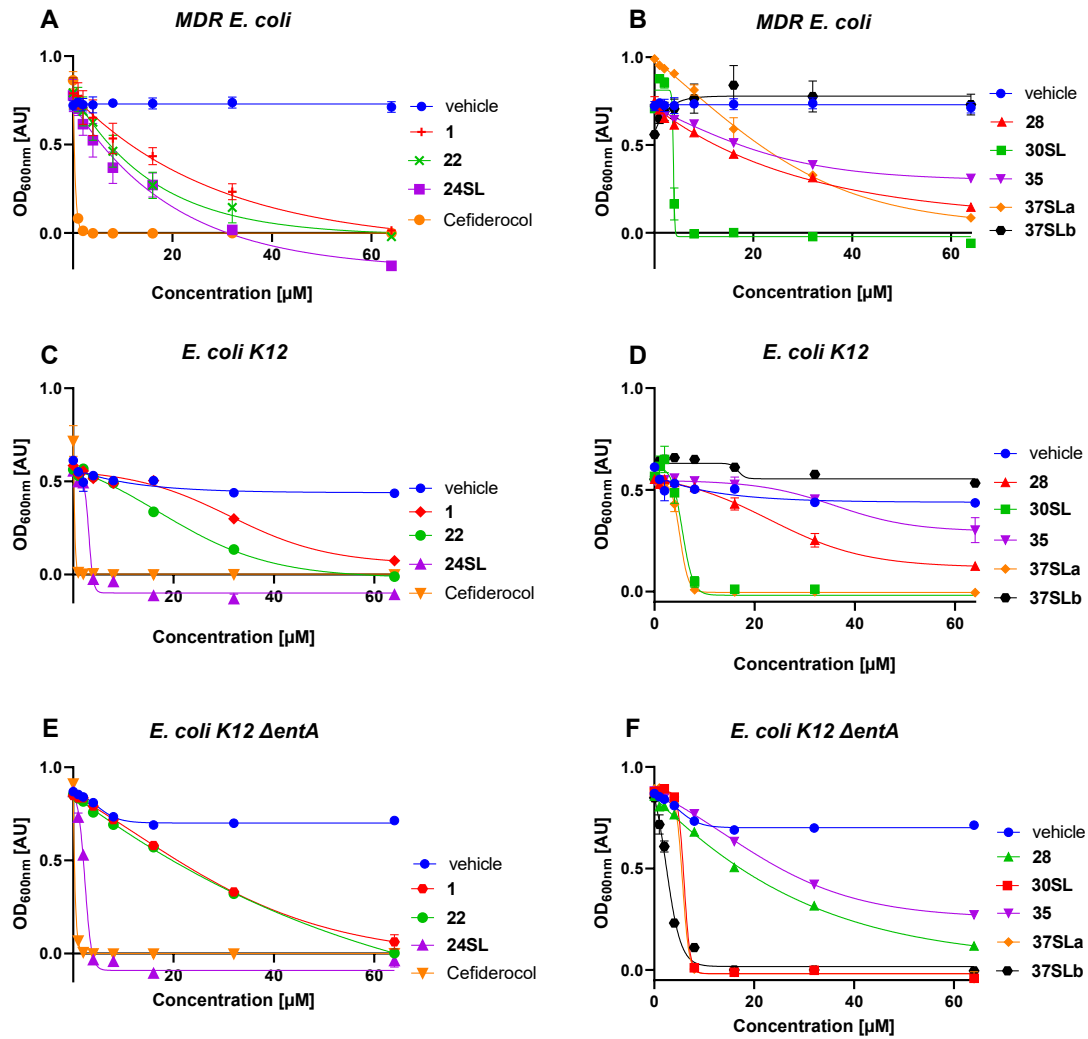 A
MDR E. coli
OD600nm [AU]
1.0
0.5
0.0
20
40
60
Concentration [µM]
vehicle
1
22
24SL
Cefiderocol
B
MDR E. coli
OD600nm [AU]
1.0
0.5
0.0
20
40
60
Concentration [µM]
vehicle
28
30SL
35
37SLa
37SLb
C
E. coli K12
OD600nm [AU]
1.0
0.5
0.0
20
40
60
Concentration [µM]
vehicle
1
22
24SL
Cefiderocol
D
E. coli K12
OD600nm [AU]
1.0
0.5
0.0
0
20
40
60
Concentration [µM]
vehicle
28
30SL
35
37SLa
37SLb
E
E. coli K12 ΔentA
OD600nm [AU]
1.0
0.5
0.0
20
40
60
Concentration [µM]
vehicle
1
22
24SL
Cefiderocol
F
E. coli K12 ΔentA
OD600nm [AU]
1.0
0.5
0.0
0
20
40
60
Concentration [µM]
vehicle
28
30SL
35
37SLa
37SLb